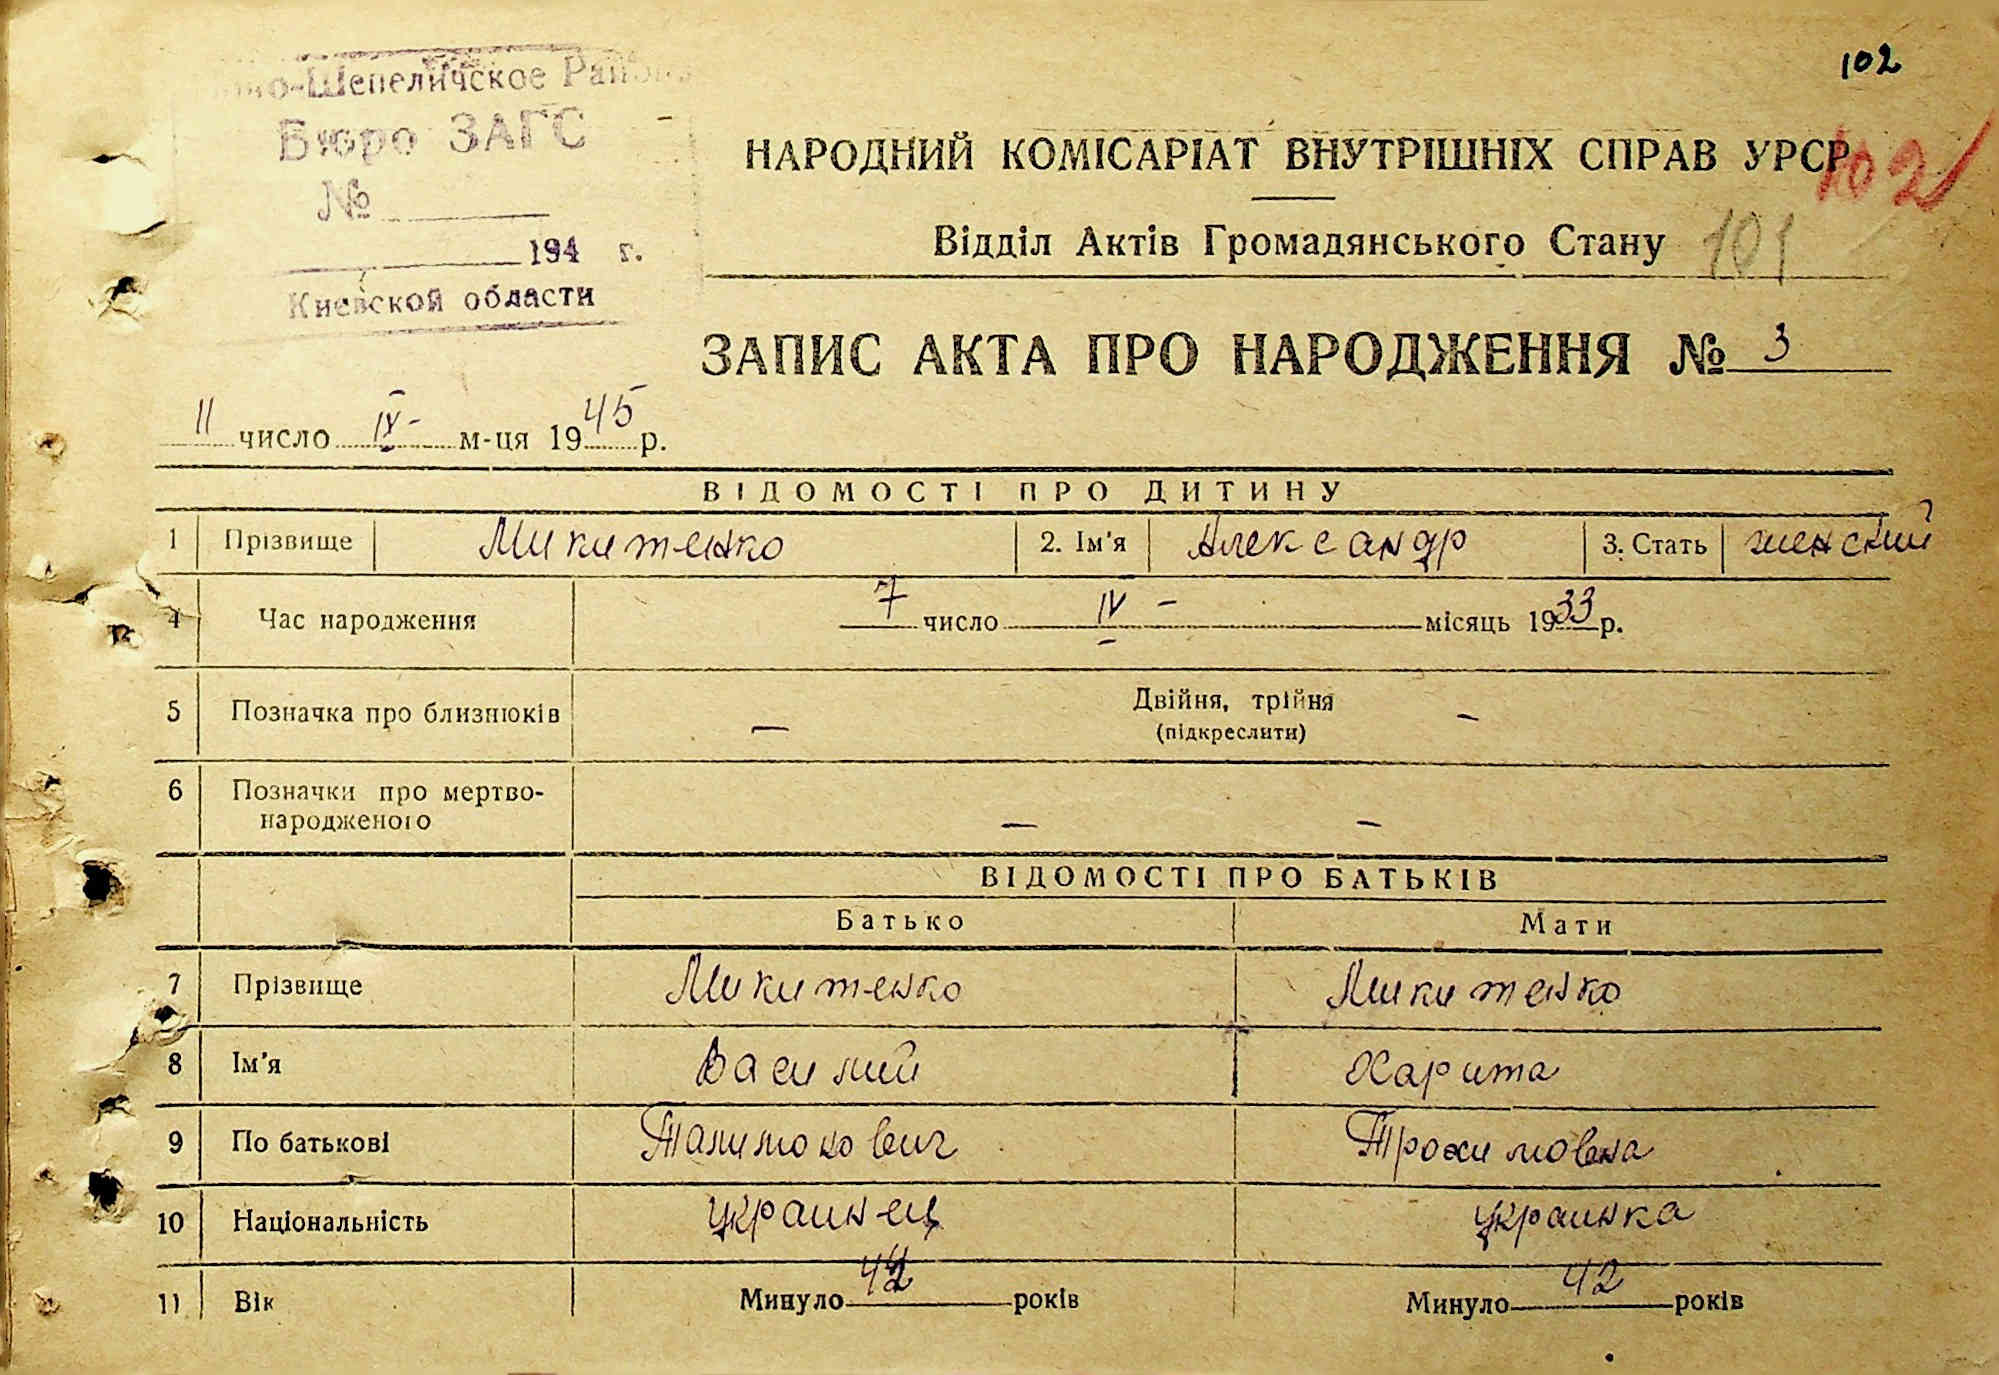 102
-Шепеличское Район
Бюро ЗАГС
№
194 г.
Киевской области
НАРОДНИЙ КОМІСАРІАТ ВНУТРІШНІХ СПРАВ УРСР
102
Відділ Актів Громадянського Стану 101
ЗАПИС АКТА ПРО НАРОДЖЕННЯ № 3
11 число IV- м-ця 1945 р.
ВІДОМОСТІ ПРО ДИТИНУ
1 Прізвище Микитенко 2. Ім'я Александр 3. Стать женский
4 Час народження 7 число IV - місяць 1933 р.
5 Позначка про близнюків — Двійня, трійня -
(підкреслити)
6 Позначки про мертво-
народженого — —
ВІДОМОСТІ ПРО БАТЬКІВ
Батько Мати
7 Прізвище Микитенко Микитенко
8 Ім'я Василий Харита
9 По батькові Трохимовна
10 Національність украинец украинка
11 Вік Минуло років Минуло 42 років